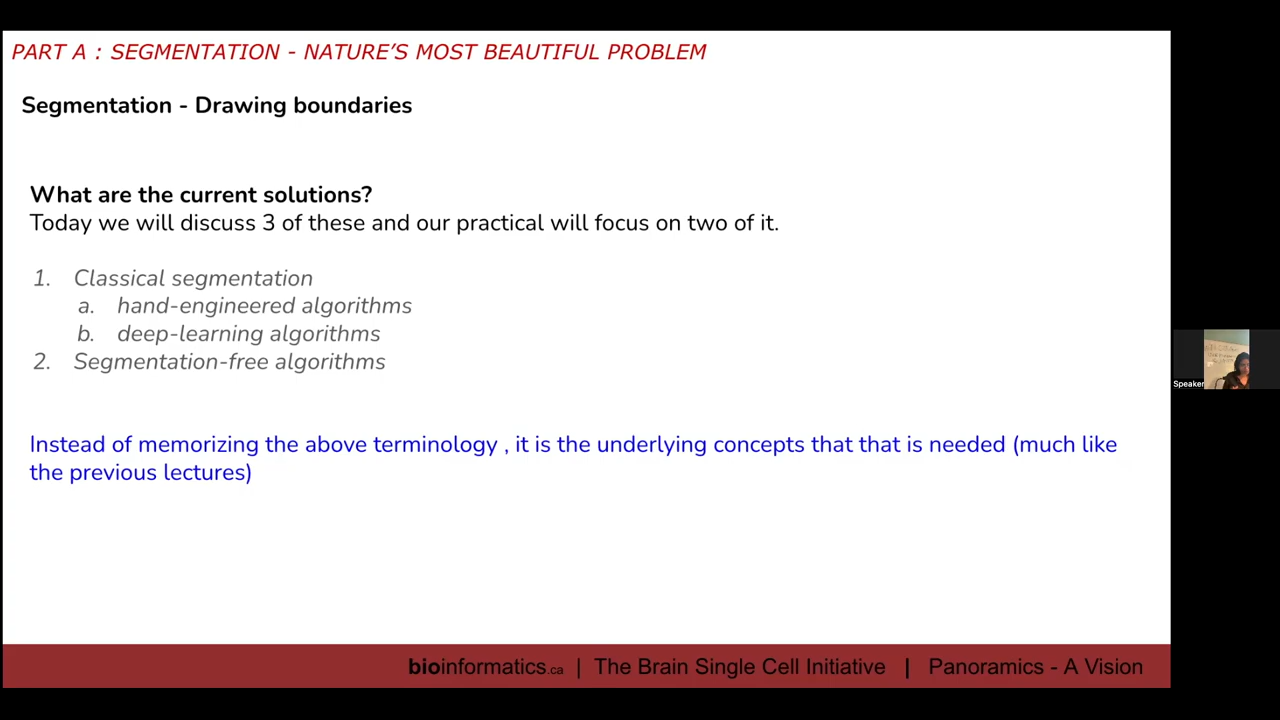 PART A : SEGMENTATION - NATURE'S MOST BEAUTIFUL PROBLEM
Segmentation - Drawing boundaries
What are the current solutions?
Today we will discuss 3 of these and our practical will focus on two of it.
1. Classical segmentation
a. hand-engineered algorithms
b. deep-learning algorithms
2. Segmentation-free algorithms
Instead of memorizing the above terminology , it is the underlying concepts that that is needed (much like
the previous lectures)
bioinformatics.ca | The Brain Single Cell Initiative | Panoramics - A Vision
Speaker